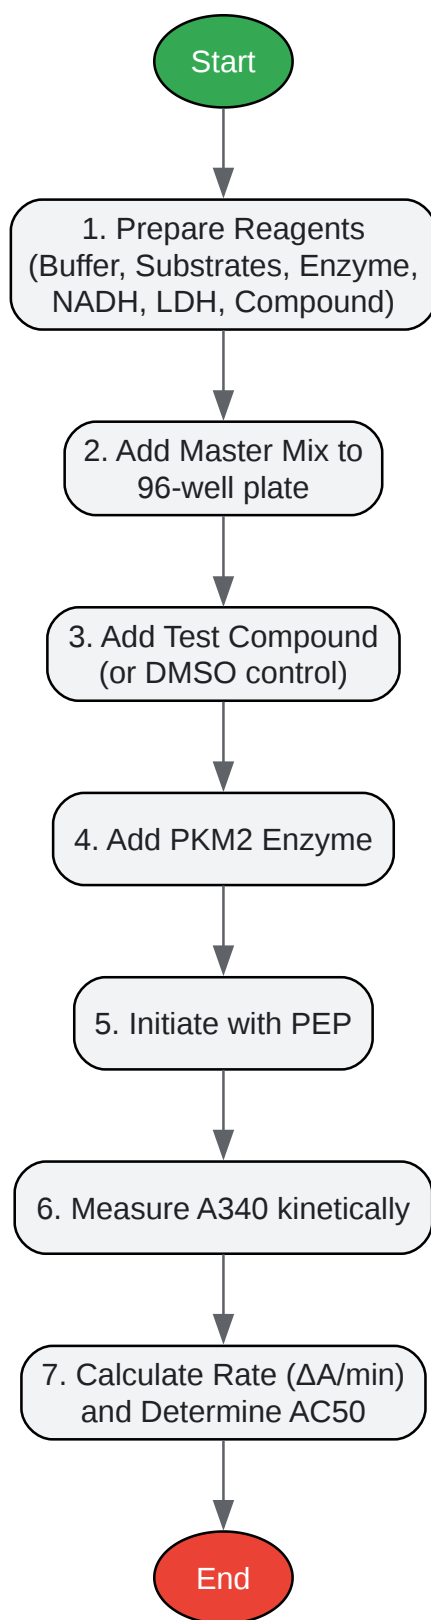 Start
1. Prepare Reagents
(Buffer, Substrates, Enzyme,
NADH, LDH, Compound)
2. Add Master Mix to
96-well plate
3. Add Test Compound
(or DMSO control)
4. Add PKM2 Enzyme
5. Initiate with PEP
6. Measure A340 kinetically
7. Calculate Rate (ΔA/min)
and Determine AC50
End